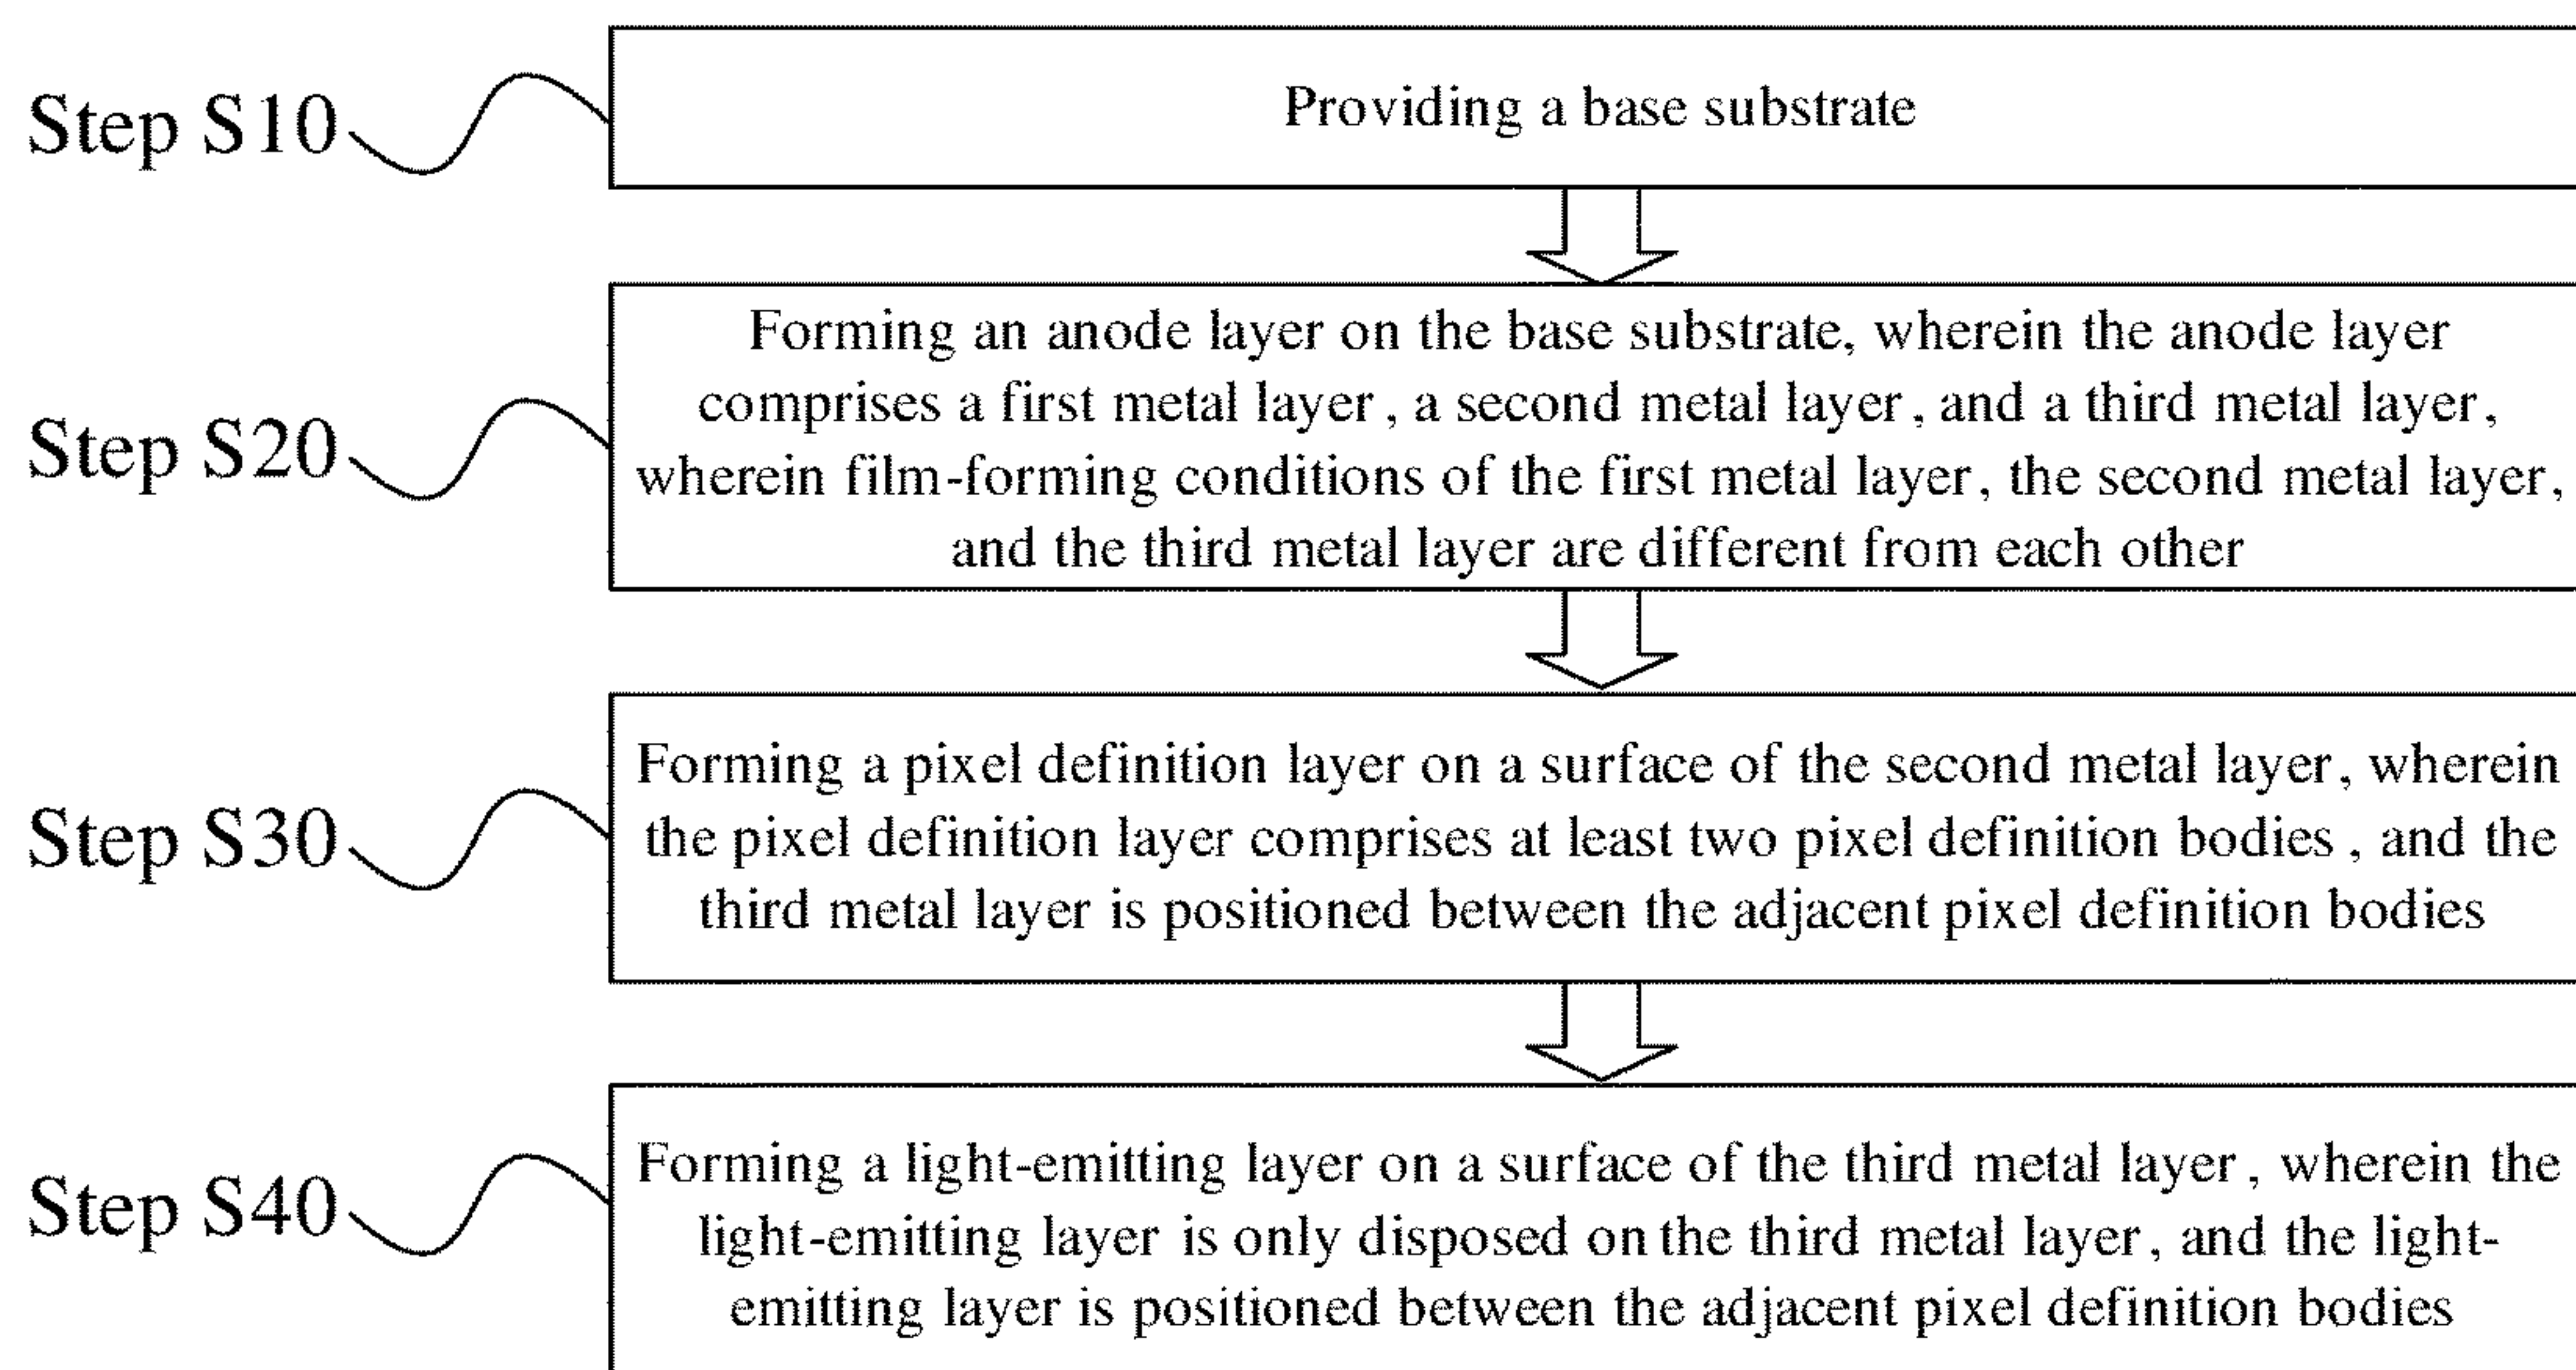 Step S10
Providing a base substrate
Step S20
Forming an anode layer on the base substrate, wherein the anode layer
comprises a first metal layer, a second metal layer, and a third metal layer,
wherein film-forming conditions of the first metal layer, the second metal layer,
and the third metal layer are different from each other
Step S30
Forming a pixel definition layer on a surface of the second metal layer, wherein
the pixel definition layer comprises at least two pixel definition bodies, and the
third metal layer is positioned between the adjacent pixel definition bodies
Step S40
Forming a light-emitting layer on a surface of the third metal layer, wherein the
light-emitting layer is only disposed on the third metal layer, and the light-
emitting layer is positioned between the adjacent pixel definition bodies